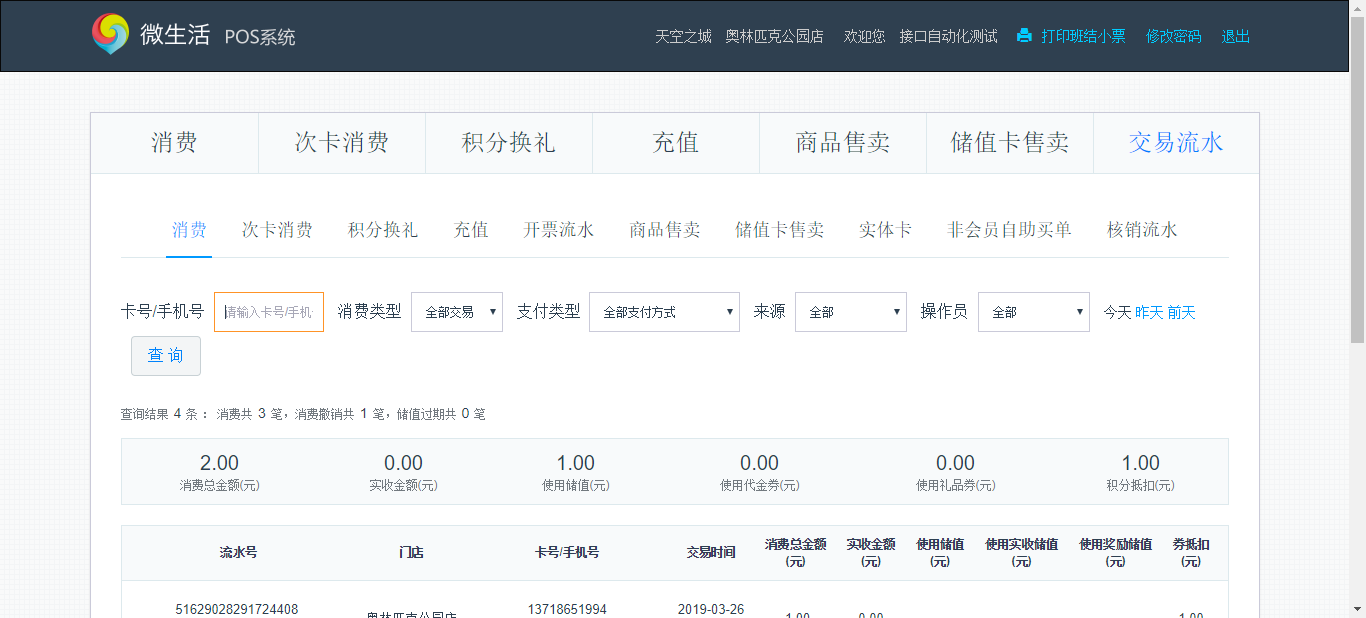 微生活 POS系统
天空之城 奥林匹克公园店 欢迎您 接口自动化测试 打印班结小票 修改密码 退出
消费 次卡消费 积分换礼 充值 商品售卖 储值卡售卖 交易流水
消费 次卡消费 积分换礼 充值 开票流水 商品售卖 储值卡售卖 实体卡 非会员自助买单 核销流水
卡号/手机号 请输入卡号/手机 消费类型 全部交易 支付类型 全部支付方式 来源 全部 操作员 全部 今天 昨天 前天
查 询
查询结果 4 条： 消费共 3 笔，消费撤销共 1 笔，储值过期共 0 笔
2.00 0.00 1.00 0.00 0.00 1.00
消费总金额(元) 实收金额(元) 使用储值(元) 使用代金券(元) 使用礼品券(元) 积分抵扣(元)
流水号 门店 卡号/手机号 交易时间 消费总金额(元) 实收金额(元) 使用储值(元) 使用实收储值(元) 使用奖励储值(元) 券抵扣(元)
51629028291724408 奥林匹克公园店 13718651994 2019-03-26 1.00 0.00 1.00